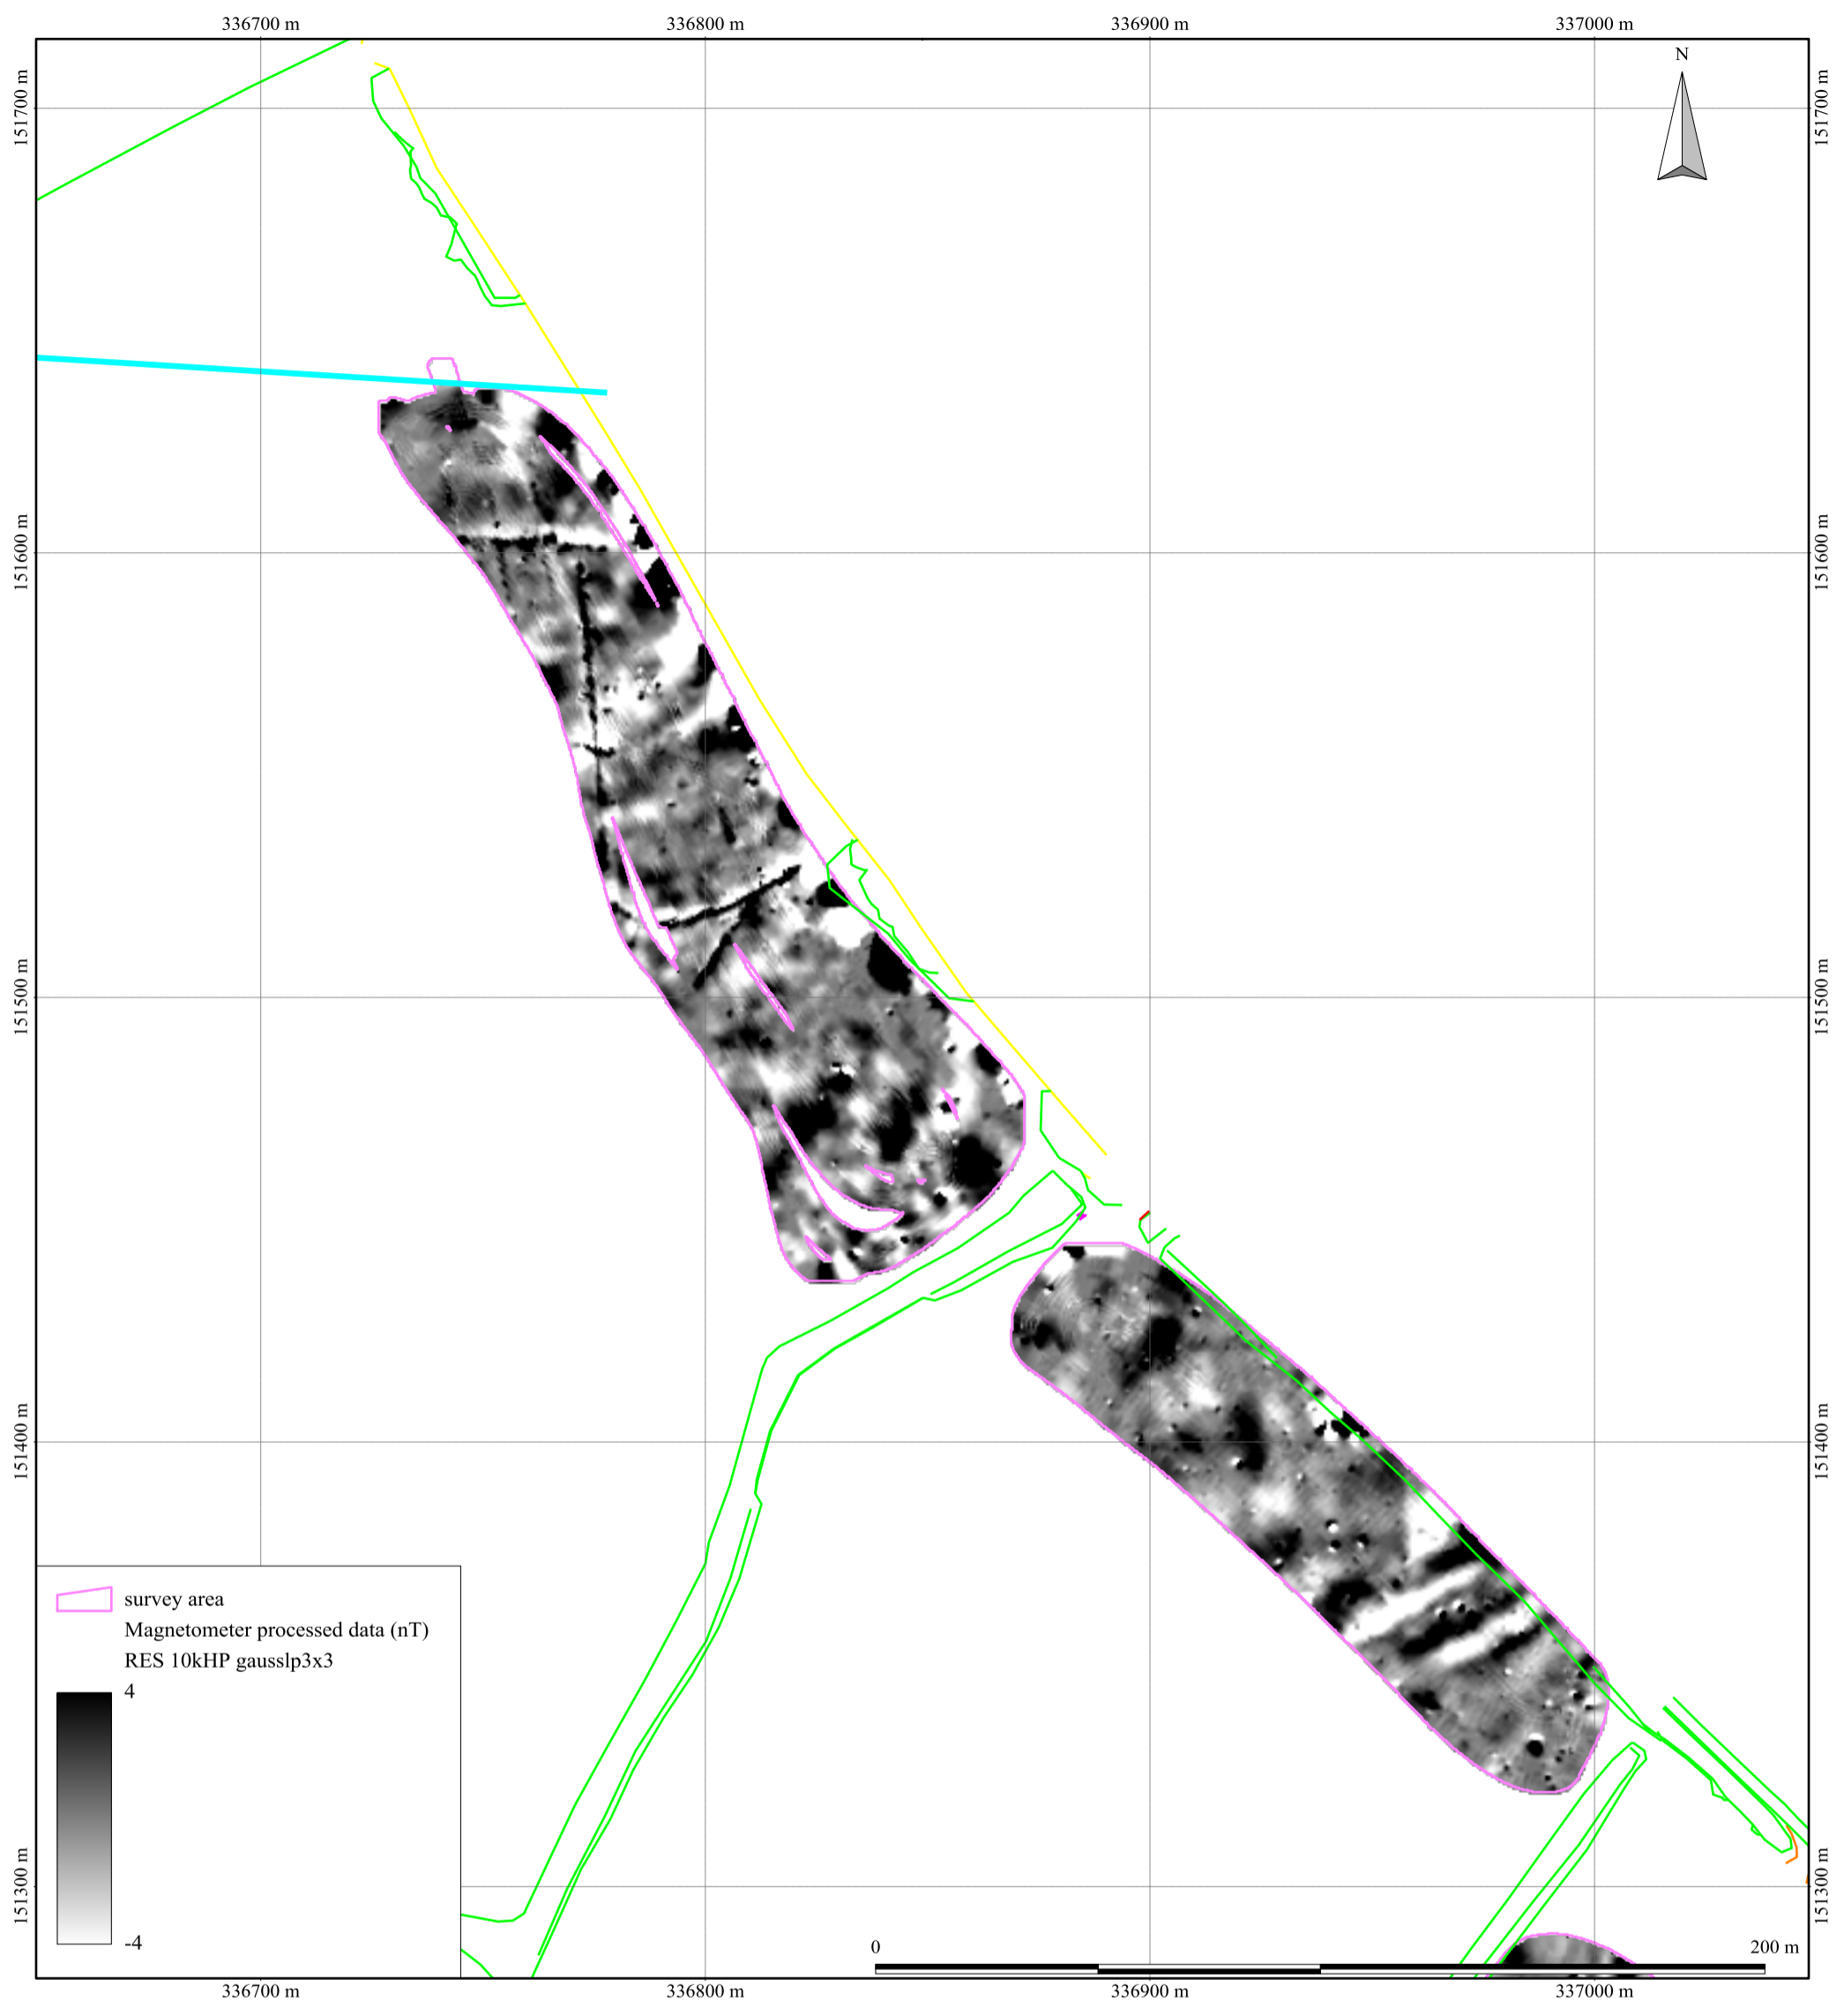 336700 m 336800 m 336900 m 337000 m
N
151700 m 151700 m
151600 m 151600 m
151500 m 151500 m
151400 m 151400 m
survey area
Magnetometer processed data (nT)
RES 10kHP gausslp3x3
4
-4
151300 m 151300 m
0 200 m
336700 m 336800 m 336900 m 337000 m